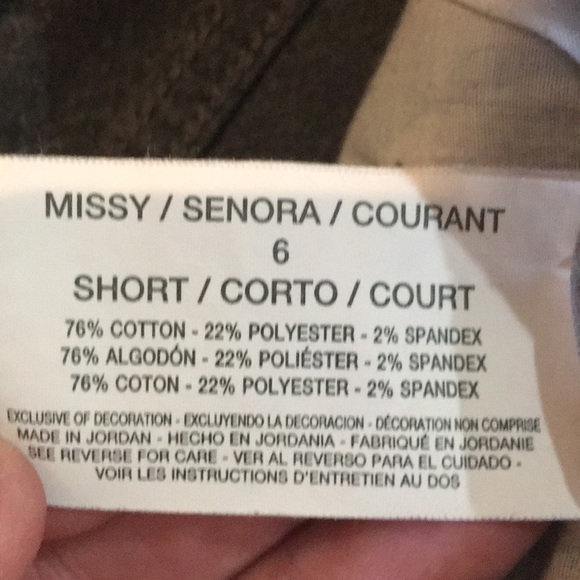 MISSY / SENORA / COURANT
6
SHORT / CORTO / COURT
76% COTTON - 22% POLYESTER - 2% SPANDEX
76% ALGODÓN - 22% POLIÉSTER - 2% SPANDEX
76% COTON - 22% POLYESTER - 2% SPANDEX
EXCLUSIVE OF DECORATION - EXCLUYENDO LA DECORACION - DÉCORATION NON COMPRISE
MADE IN JORDAN - HECHO EN JORDANIA - FABRIQUÉ EN JORDANIE
SEE REVERSE FOR CARE - VER AL REVERSO PARA EL CUIDADO -
VOIR LES INSTRUCTIONS D'ENTRETIEN AU DOS